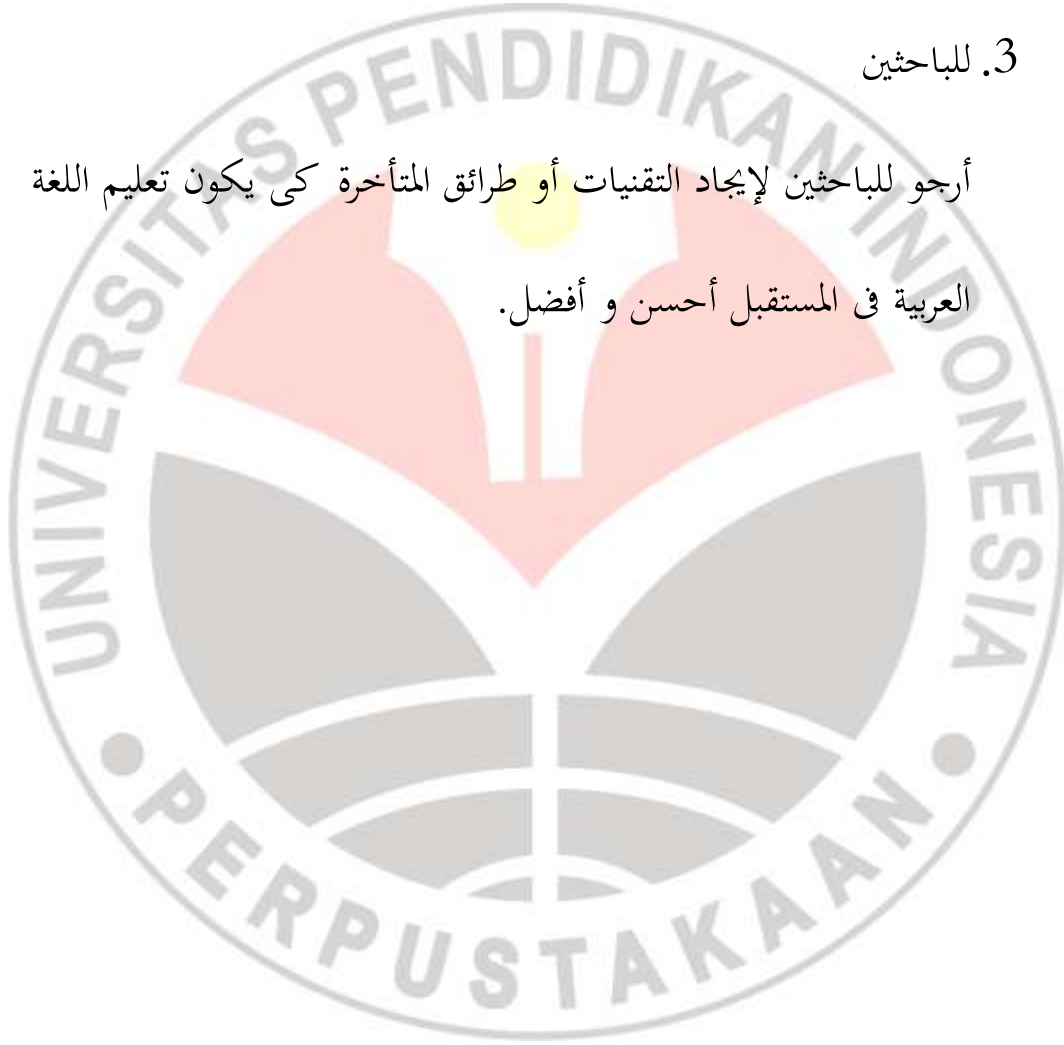 3. للباحثين
أرجو للباحثين لإيجاد التقنيات أو طرائق المتأخرة كى يكون تعليم اللغة
العربية فى المستقبل أحسن و أفضل.
UNIVERSITAS PENDIDIKAN INDONESIA
PERPUSTAKAAN